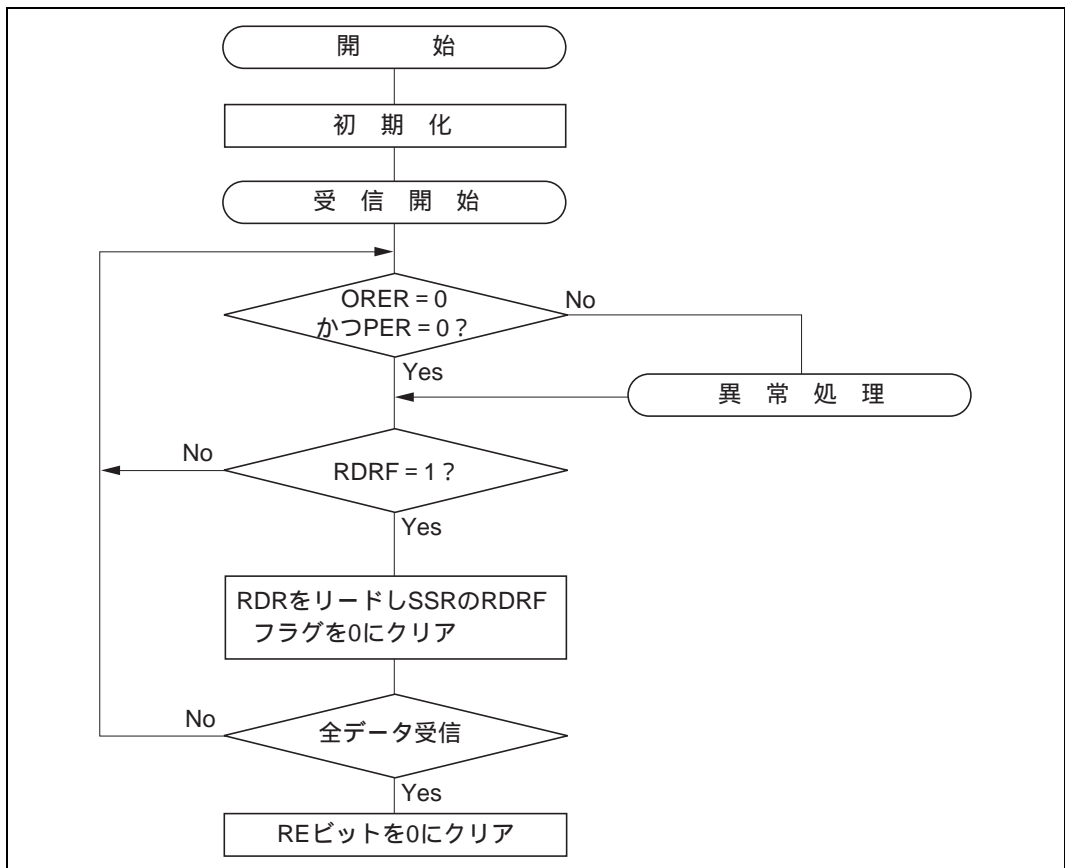 開 始
初 期 化
受 信 開 始
ORER = 0
かつPER = 0？
No
Yes
異 常 処 理
No
RDRF = 1？
Yes
RDRをリードしSSRのRDRF
フラグを0にクリア
No
全データ受信
Yes
REビットを0にクリア